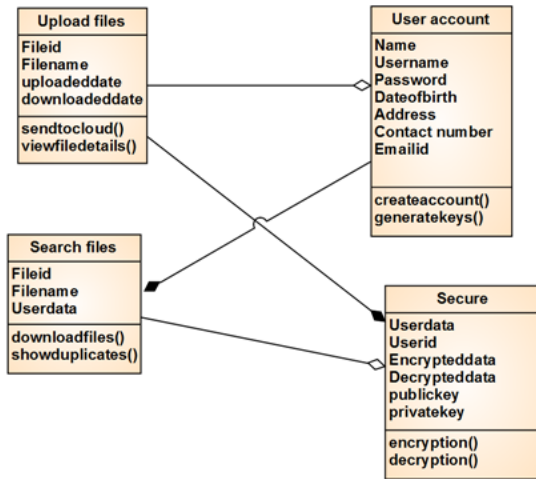 Upload files
Fileid
Filename
uploadeddate
downloadeddate
sendtocloud()
viewfiledetails()
User account
Name
Username
Password
Dateofbirth
Address
Contact number
Emailid
createaccount()
generatekeys()
Search files
Fileid
Filename
Userdata
downloadfiles()
showduplicates()
Secure
Userdata
Userid
Encrypteddata
Decrypteddata
publickey
privatekey
encryption()
decryption()